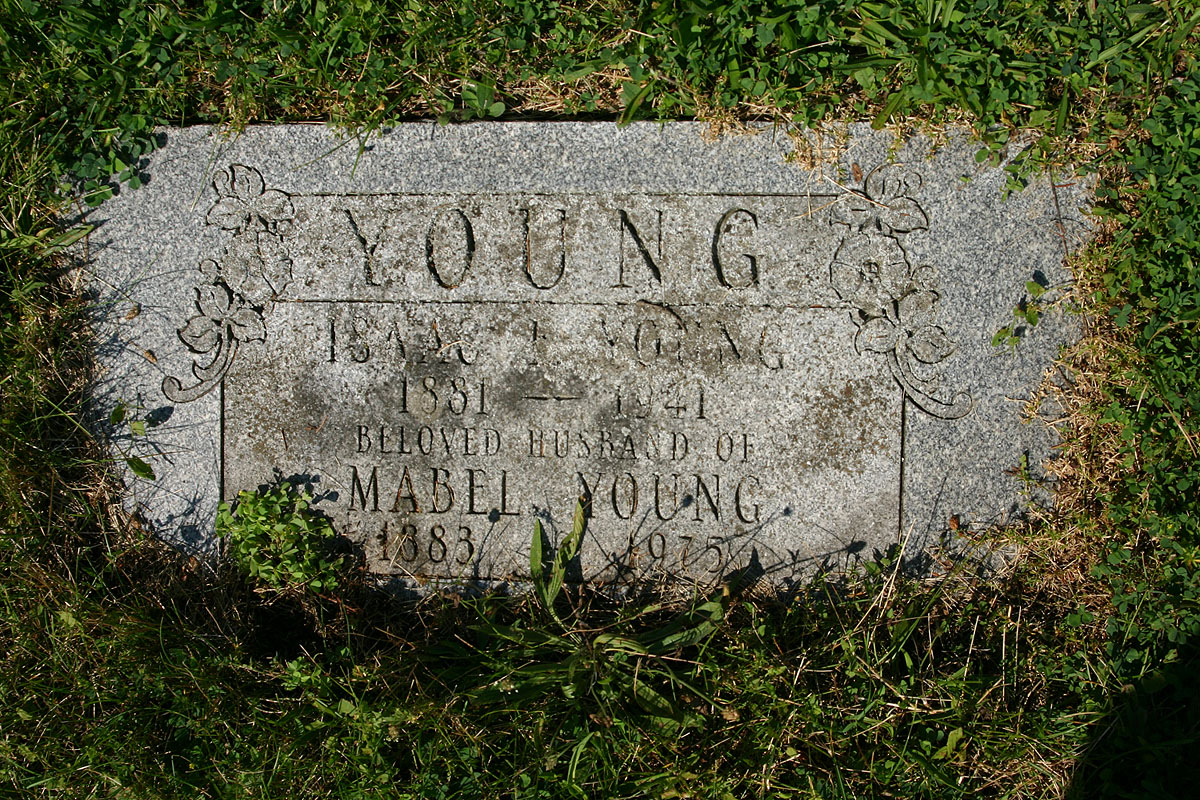 YOUNG
ISAAC F. YOUNG
1881 — 1941
BELOVED HUSBAND OF
MABEL YOUNG
1883 — 1975